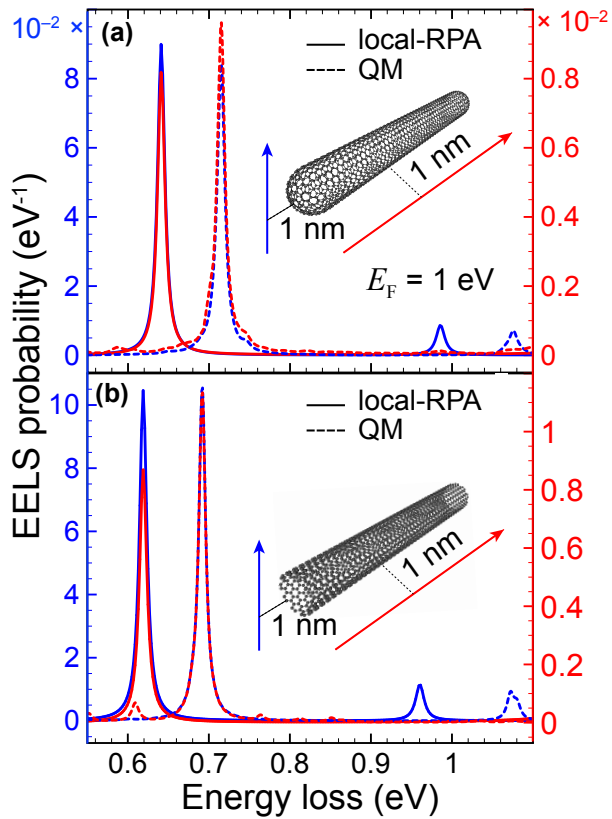 10⁻² ×
× 10⁻²
(a)
local-RPA
QM
8
6
4
2
0
0.8
0.6
0.4
0.2
0
1 nm
1 nm
E_F = 1 eV
EELS probability (eV⁻¹)
(b)
local-RPA
QM
10
8
6
4
2
0
1
0.8
0.6
0.4
0.2
0
1 nm
1 nm
0.6 0.7 0.8 0.9 1
Energy loss (eV)